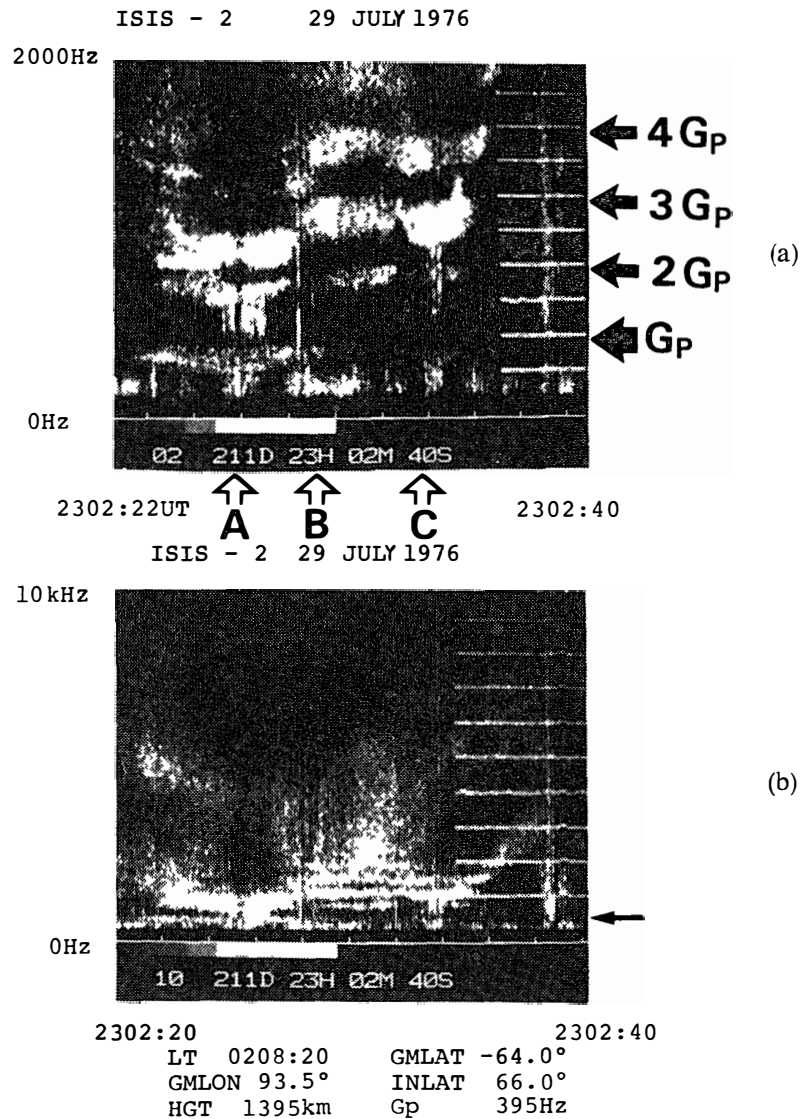 ISIS - 2 29 JULY 1976
2000Hz
4 GP
3 GP
(a)
2 GP
GP
0Hz
02 211D 23H 02M 40S
2302:22UT A B C 2302:40
ISIS - 2 29 JULY 1976
10kHz
(b)
0Hz
10 211D 23H 02M 40S
2302:20 2302:40
LT 0208:20 GMLAT -64.0°
GMLON 93.5° INLAT 66.0°
HGT 1395km Gp 395Hz